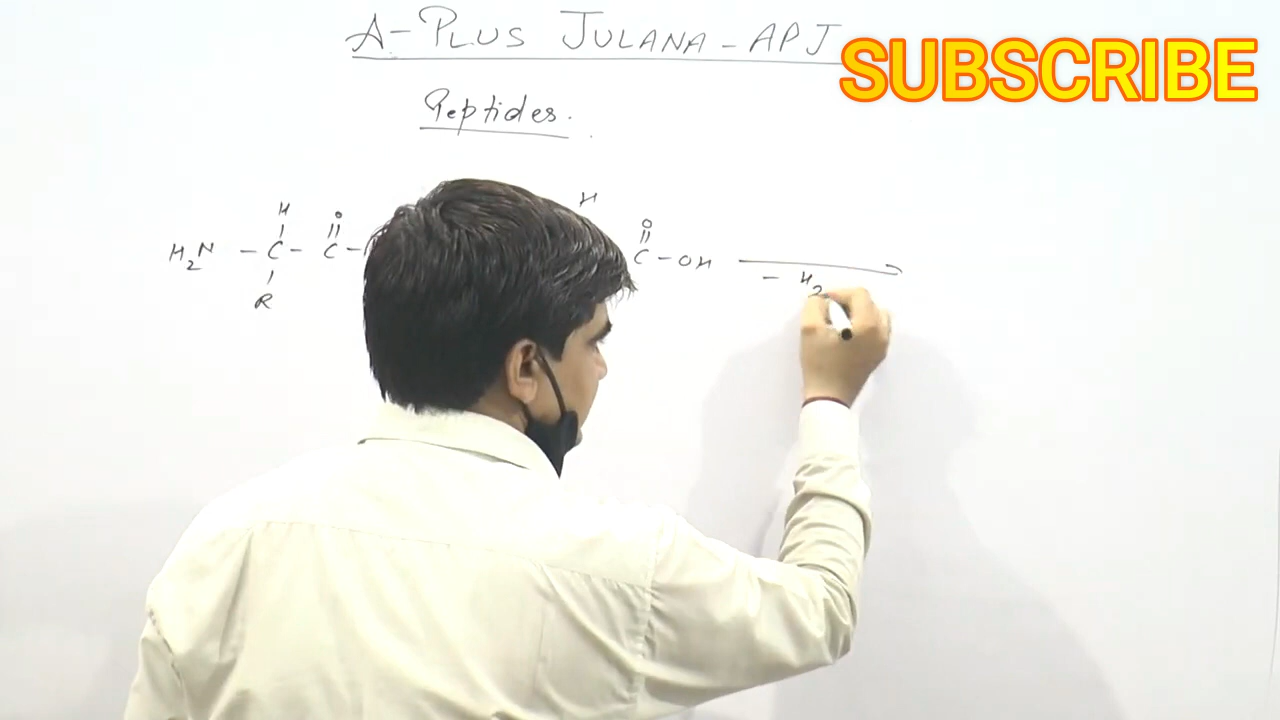 A-PLUS JULANA-APJ
SUBSCRIBE
Peptides.
H H
O O
H2N - C - C - C - OH
- H2
R